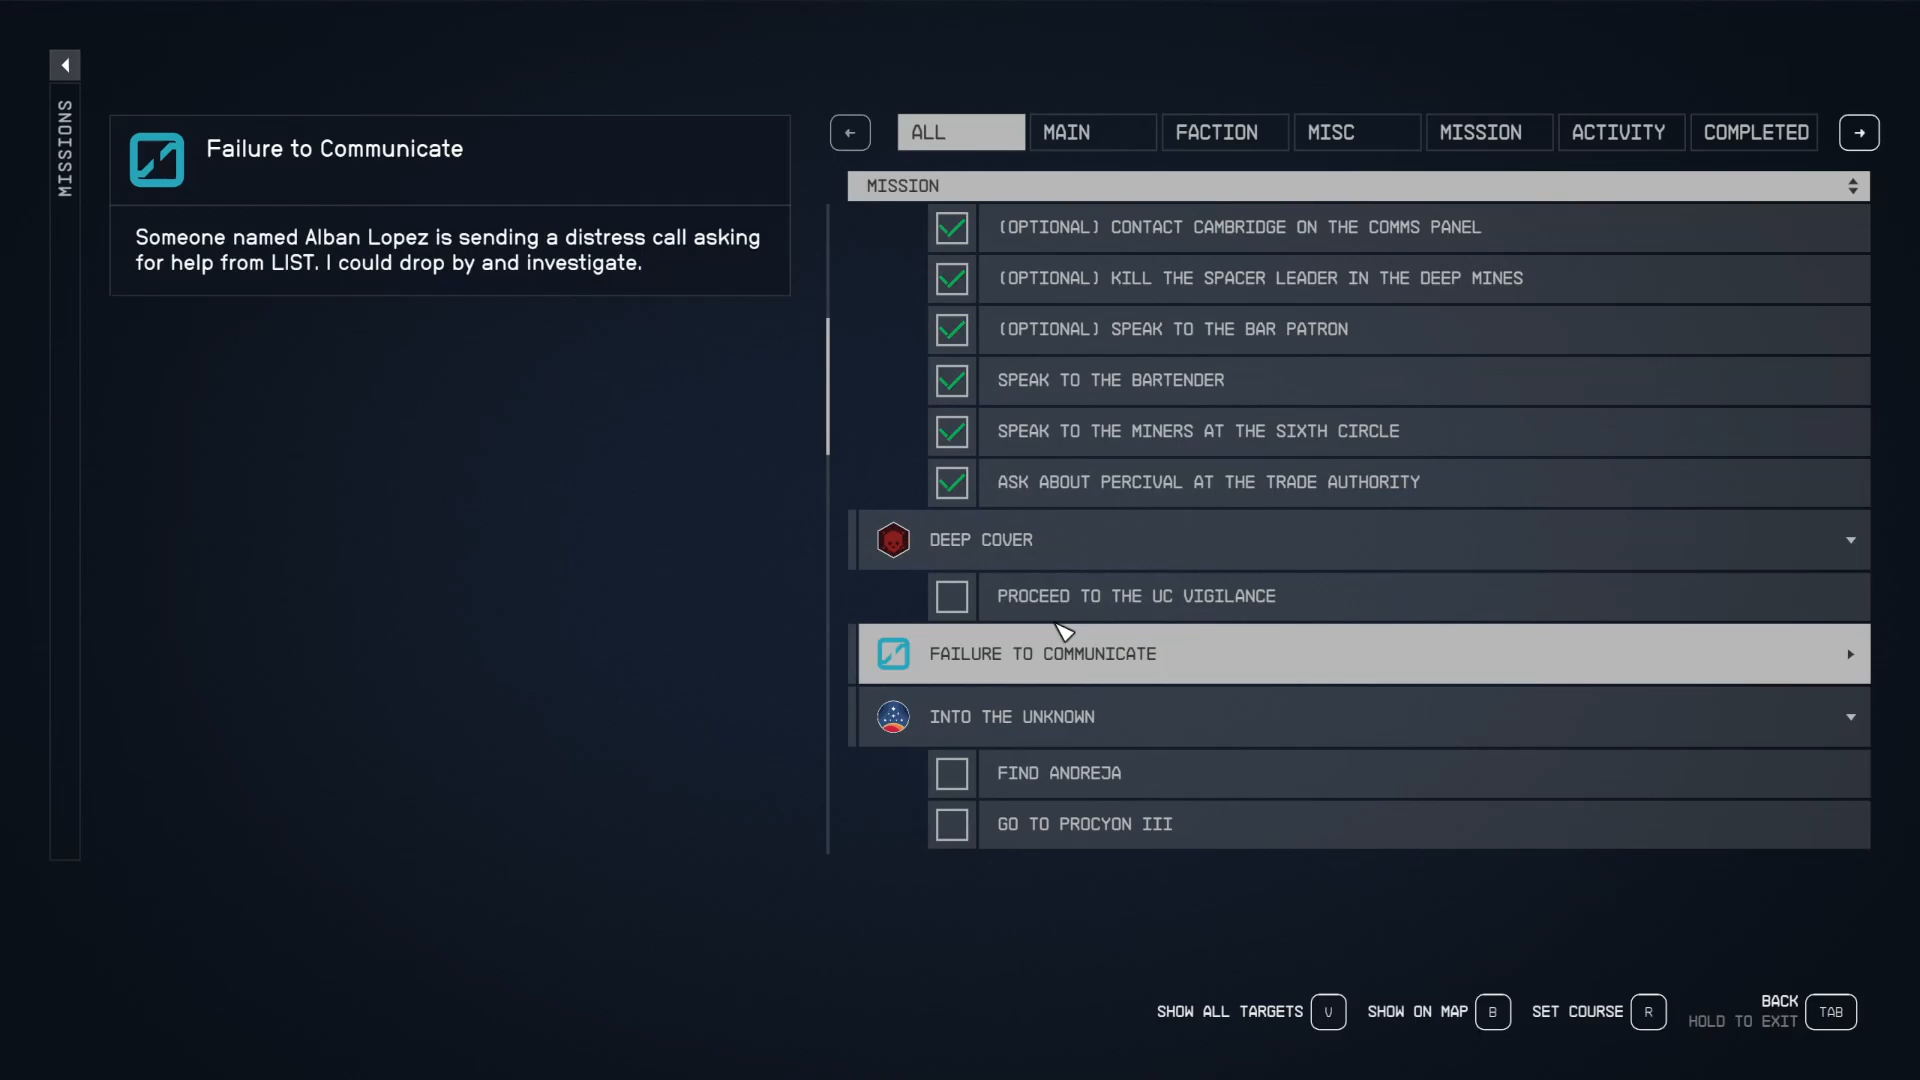 MISSIONS
Failure to Communicate
Someone named Alban Lopez is sending a distress call asking
for help from LIST. I could drop by and investigate.
ALL
MAIN
FACTION
MISC
MISSION
ACTIVITY
COMPLETED
MISSION
(OPTIONAL) CONTACT CAMBRIDGE ON THE COMMS PANEL
(OPTIONAL) KILL THE SPACER LEADER IN THE DEEP MINES
(OPTIONAL) SPEAK TO THE BAR PATRON
SPEAK TO THE BARTENDER
SPEAK TO THE MINERS AT THE SIXTH CIRCLE
ASK ABOUT PERCIVAL AT THE TRADE AUTHORITY
DEEP COVER
PROCEED TO THE UC VIGILANCE
FAILURE TO COMMUNICATE
INTO THE UNKNOWN
FIND ANDREJA
GO TO PROCYON III
SHOW ALL TARGETS V
SHOW ON MAP B
SET COURSE R
BACK
HOLD TO EXIT
TAB